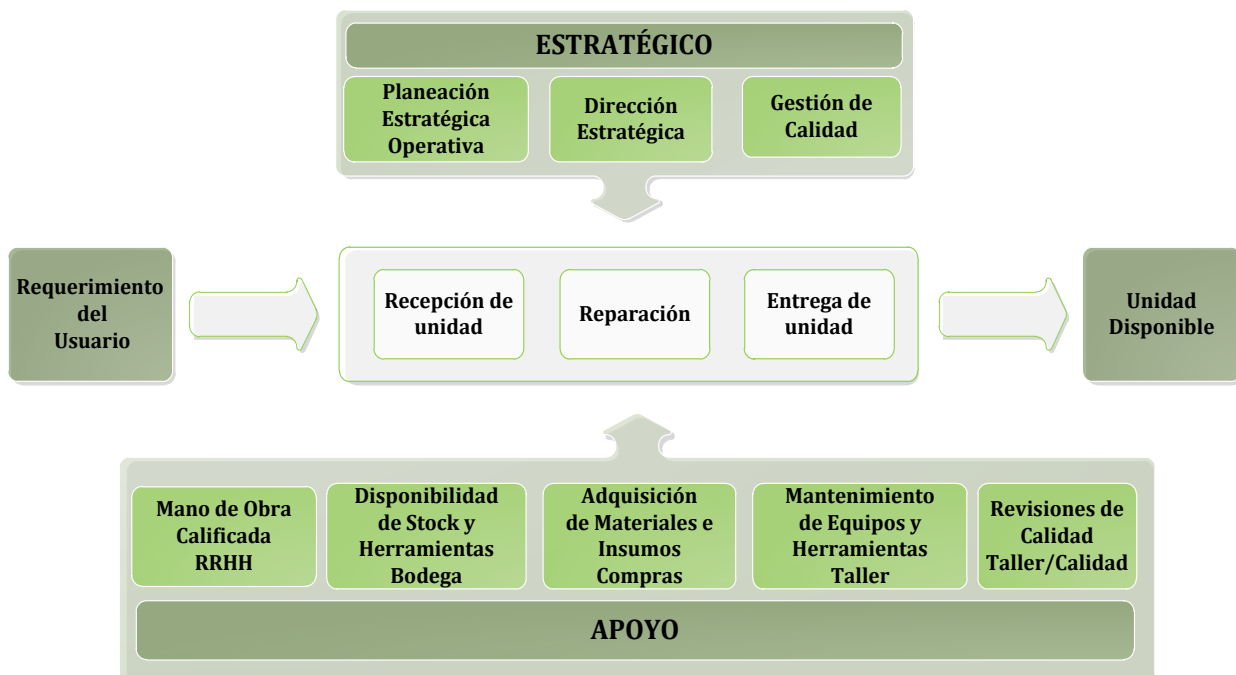 ESTRATÉGICO
Planeación
Estratégica
Operativa
Dirección
Estratégica
Gestión de
Calidad
Requerimiento
del
Usuario
Recepción de
unidad
Reparación
Entrega de
unidad
Unidad
Disponible
Mano de Obra
Calificada
RRHH
Disponibilidad
de Stock y
Herramientas
Bodega
Adquisición
de Materiales e
Insumos
Compras
Mantenimiento
de Equipos y
Herramientas
Taller
Revisiones de
Calidad
Taller/Calidad
APOYO